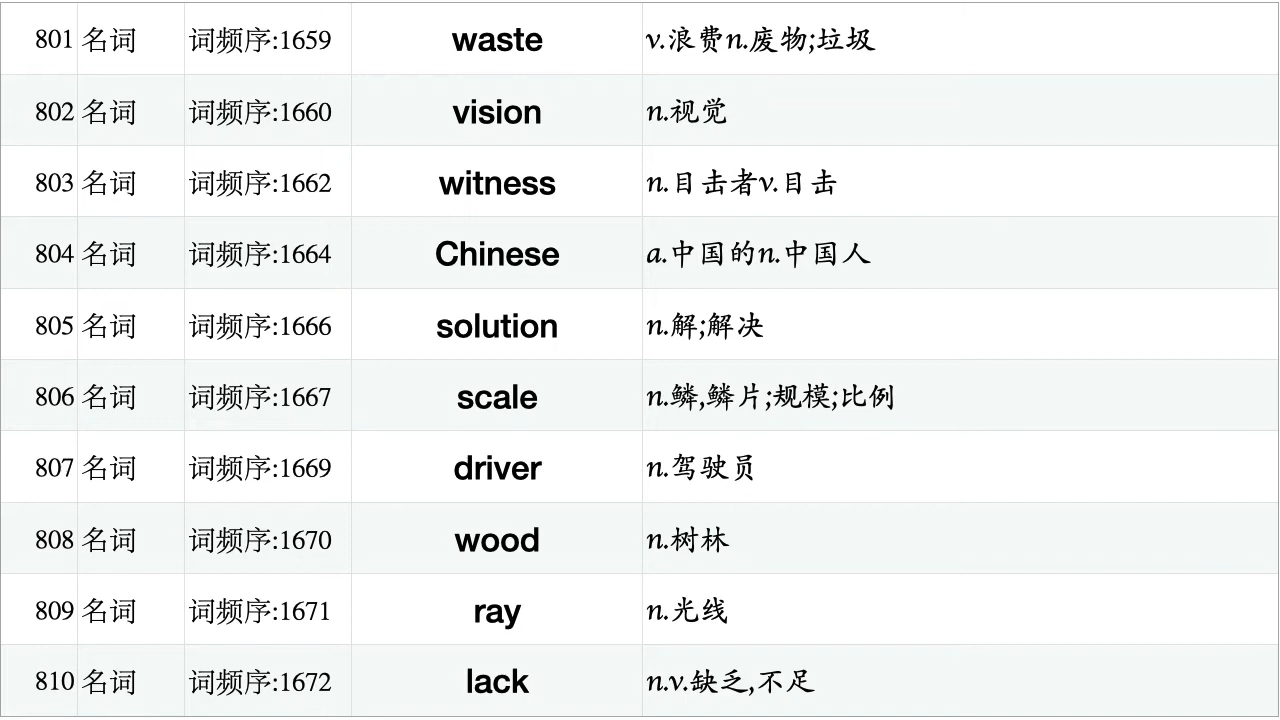 801 名词 词频序:1659 waste v.浪费n.废物;垃圾
802 名词 词频序:1660 vision n.视觉
803 名词 词频序:1662 witness n.目击者v.目击
804 名词 词频序:1664 Chinese a.中国的n.中国人
805 名词 词频序:1666 solution n.解;解决
806 名词 词频序:1667 scale n.鳞,鳞片;规模;比例
807 名词 词频序:1669 driver n.驾驶员
808 名词 词频序:1670 wood n.树林
809 名词 词频序:1671 ray n.光线
810 名词 词频序:1672 lack n.v.缺乏,不足